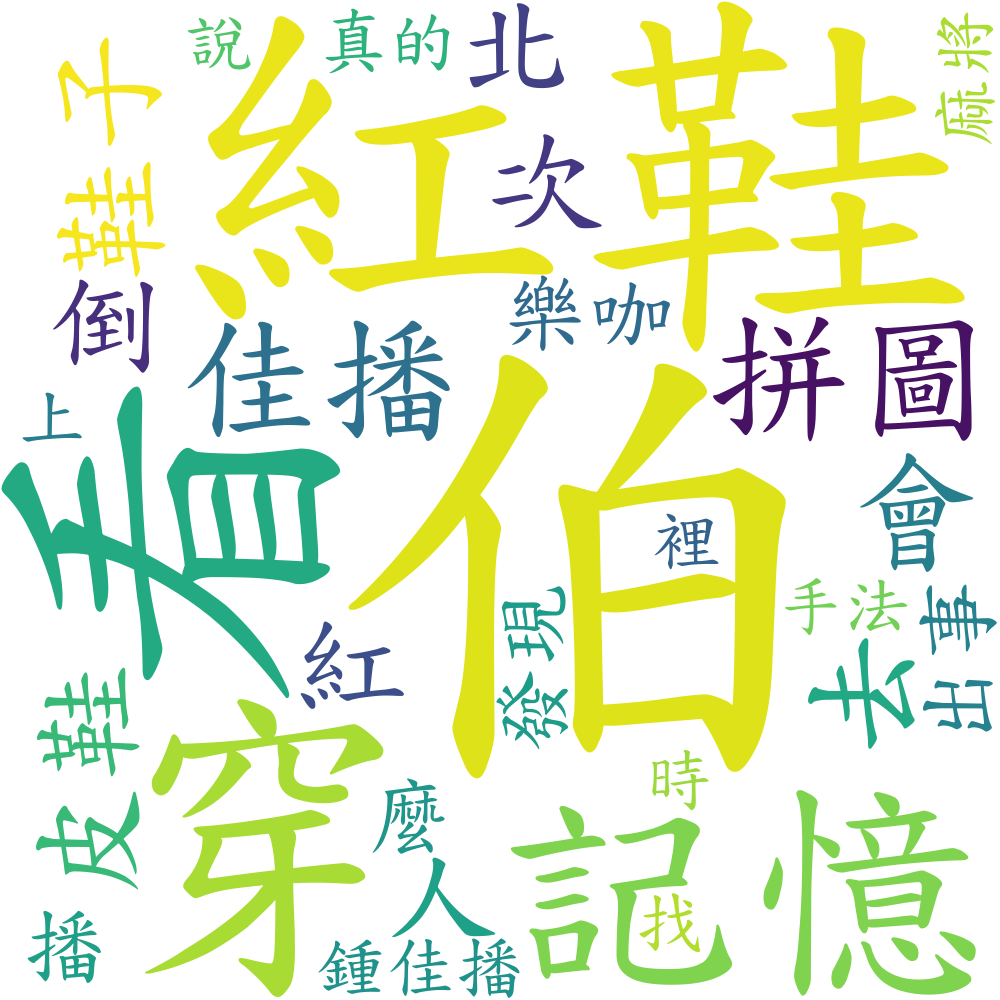 說
真的
北
麻將
鞋子
紅鞋
次
倒
佳播
樂咖
拼圖
上
看
伯
會
裡
手法
發現
出事
紅
去
皮鞋
穿
麼
時
記憶
人
找
播
鍾佳播